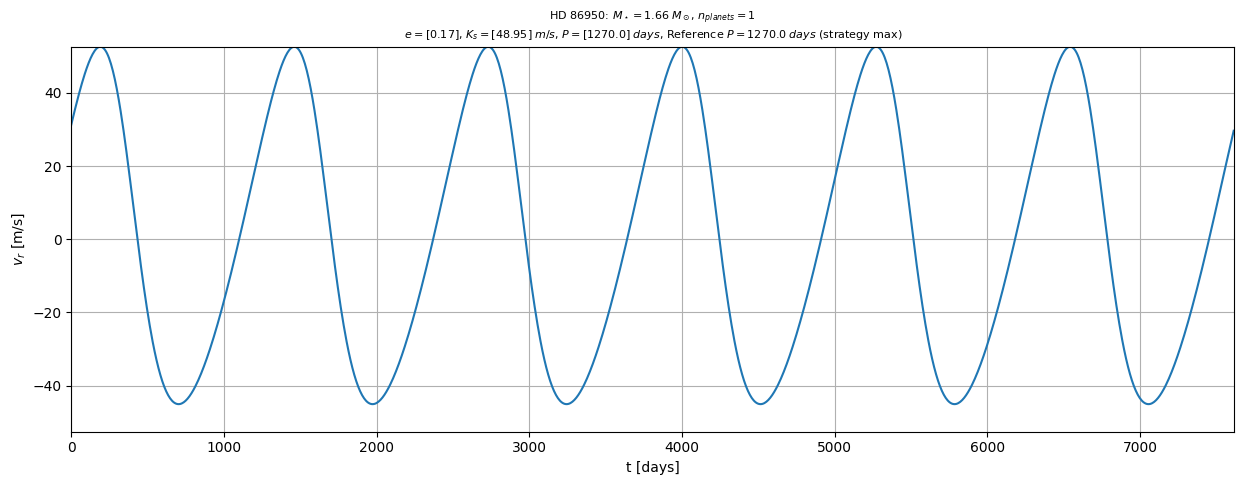 HD 86950: $M_\star = 1.66\ M_\odot$, $n_{planets} = 1$
$e = [0.17]$, $K_s = [48.95]\ m/s$, $P = [1270.0]\ days$, Reference $P = 1270.0\ days$ (strategy max)
40
20
0
−20
−40
$v_r$ [m/s]
0 1000 2000 3000 4000 5000 6000 7000
t [days]